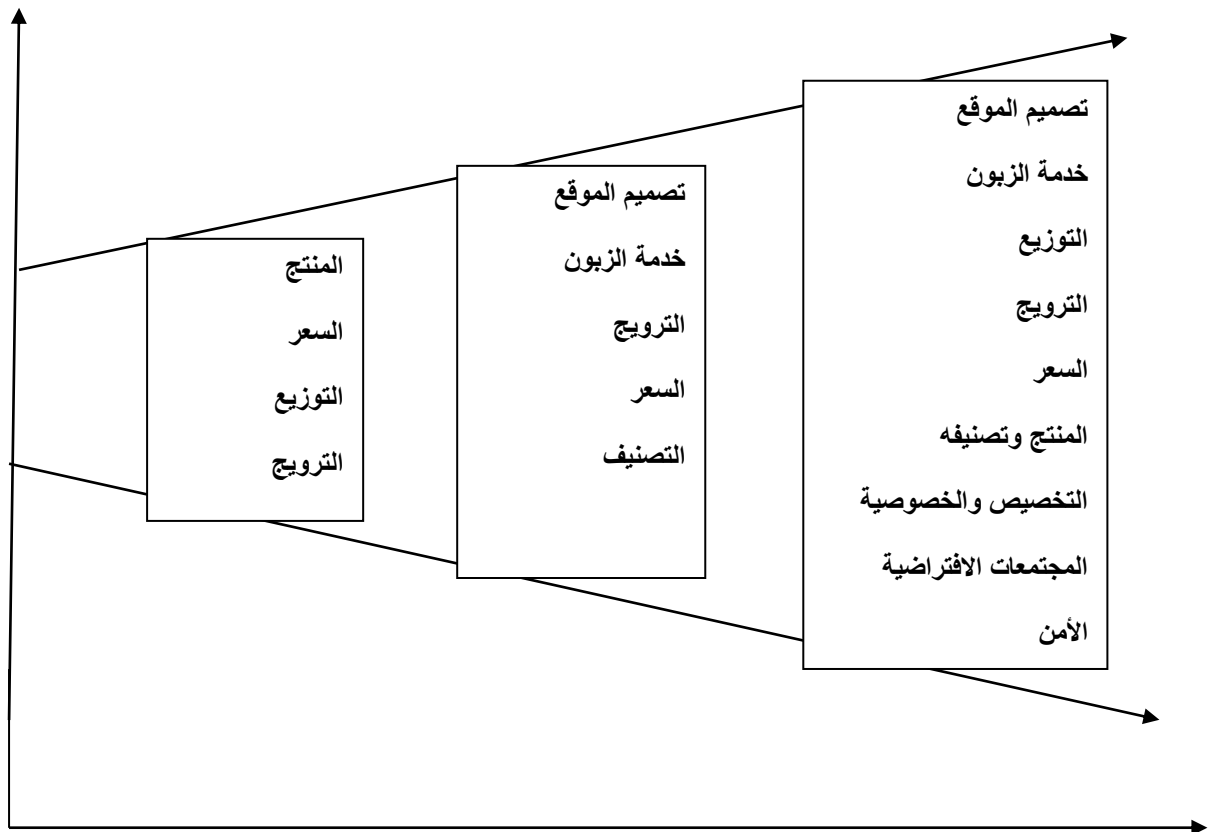 المنتج
السعر
التوزيع
الترويج
تصميم الموقع
خدمة الزبون
الترويج
السعر
التصنيف
تصميم الموقع
خدمة الزبون
التوزيع
الترويج
السعر
المنتج وتصنيفه
التخصيص والخصوصية
المجتمعات الافتراضية
الأمن